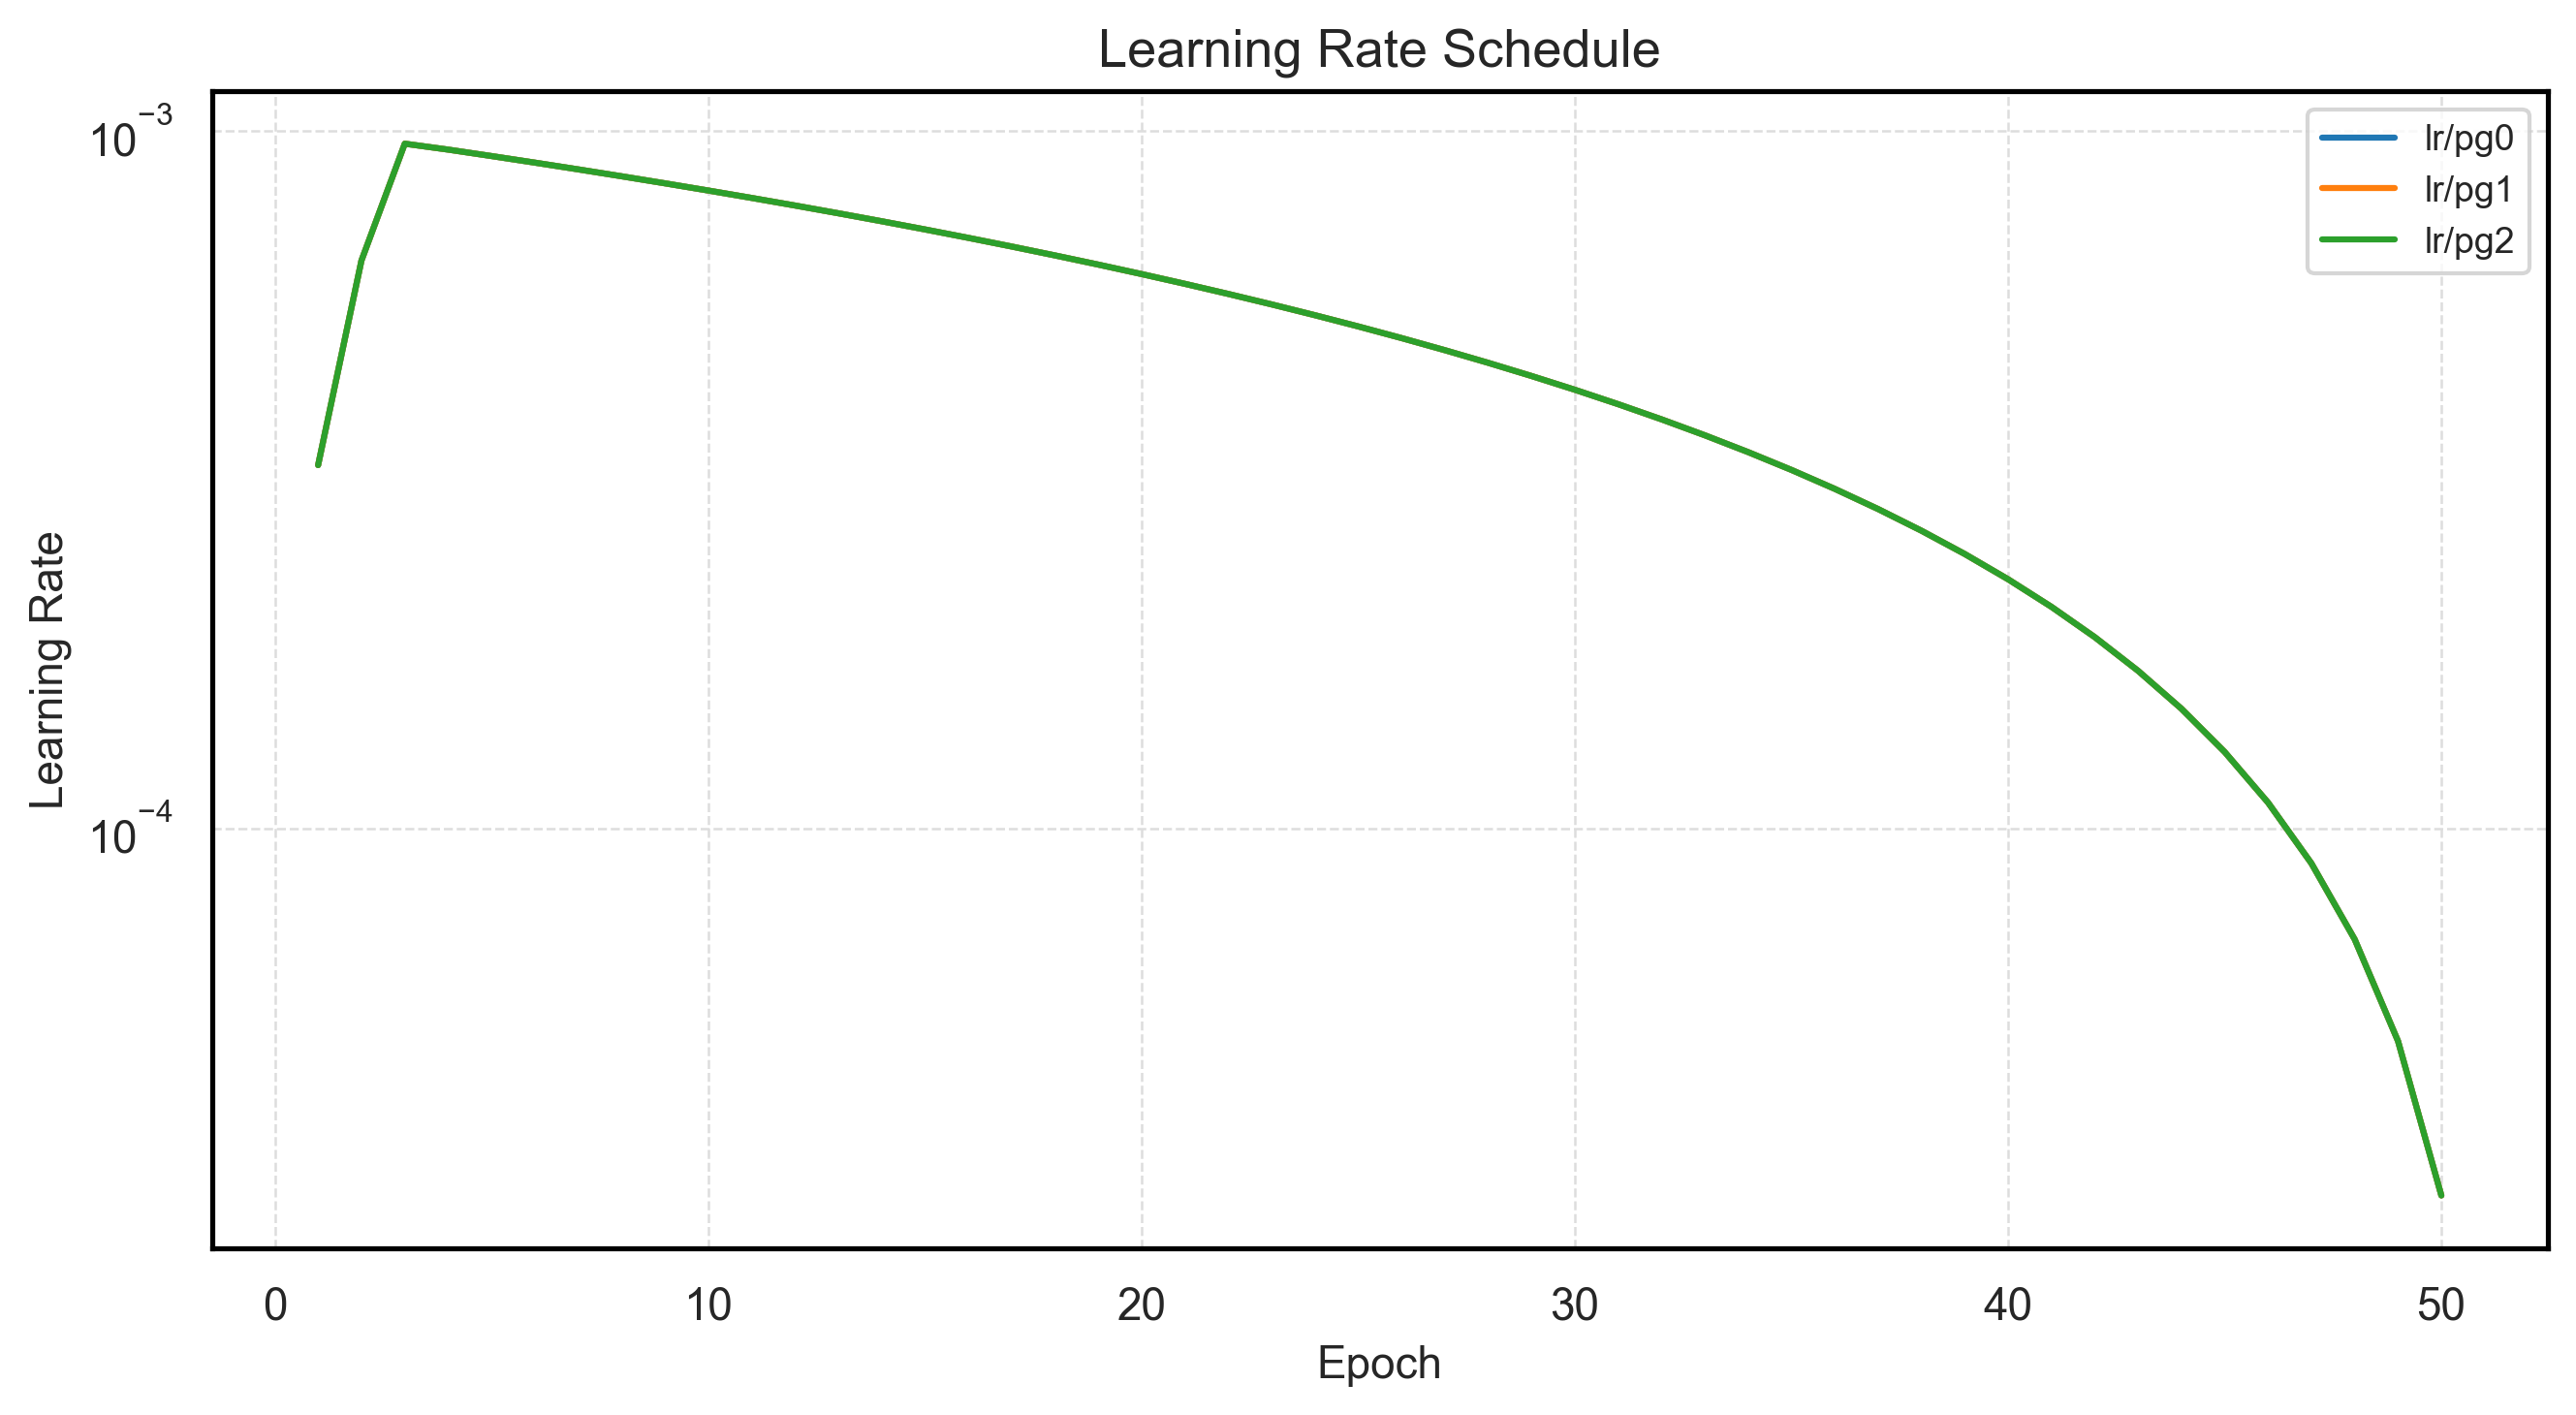 Learning Rate Schedule
10⁻³
lr/pg0
lr/pg1
lr/pg2
Learning Rate
10⁻⁴
0 10 20 30 40 50
Epoch